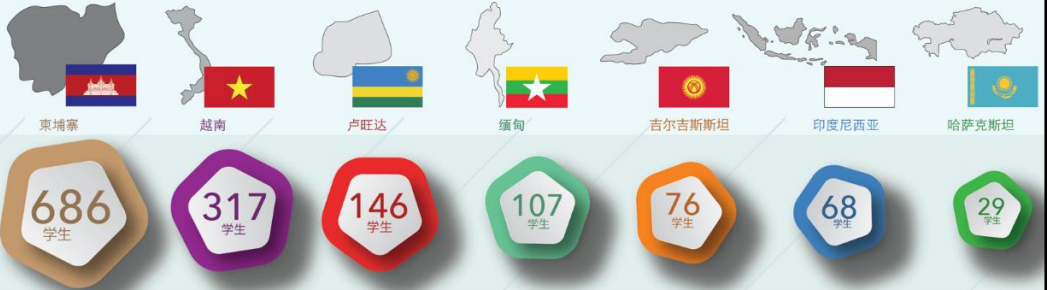 柬埔寨
越南
卢旺达
缅甸
吉尔吉斯斯坦
印度尼西亚
哈萨克斯坦
686
学生
317
学生
146
学生
107
学生
76
学生
68
学生
29
学生